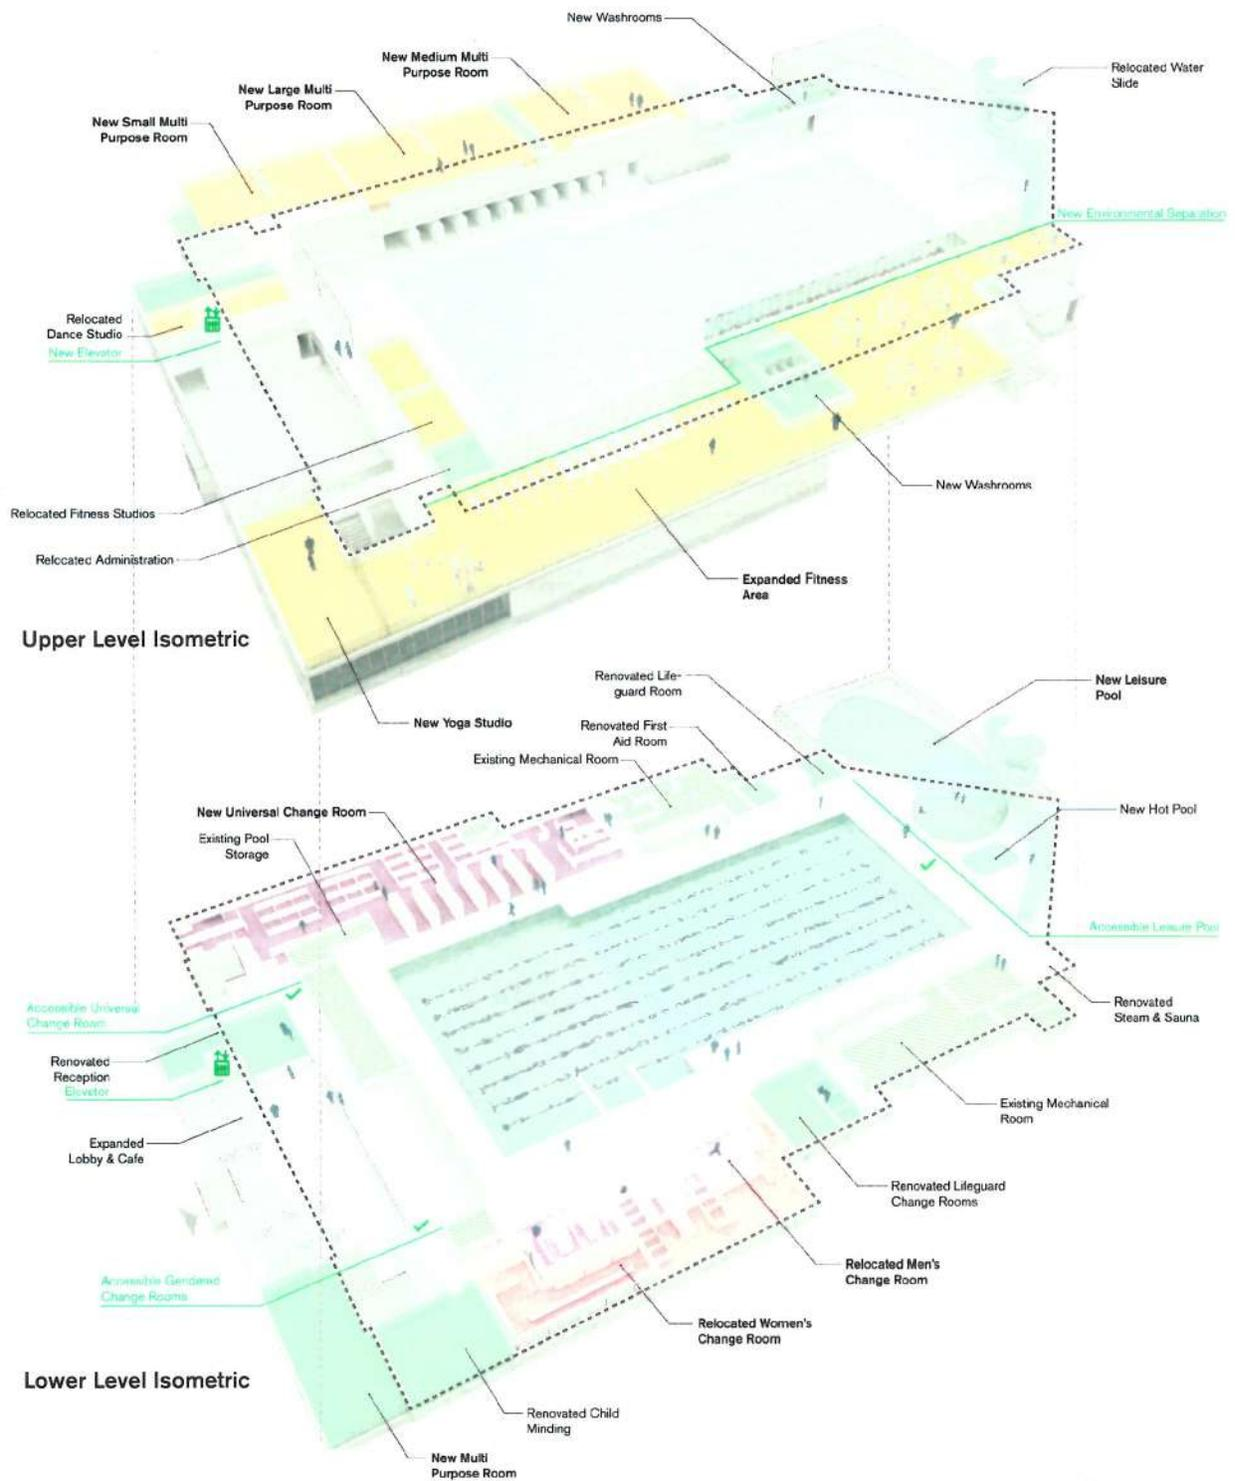 New Washrooms
New Medium Multi
Purpose Room
Relocated Water
Slide
New Large Multi
Purpose Room
New Small Multi
Purpose Room
New Environmental Separation
Relocated
Dance Studio
New Elevator
New Washrooms
Relocated Fitness Studios
Relocated Administration
Expanded Fitness
Area
Upper Level Isometric
New Yoga Studio
Renovated Life-
guard Room
New Leisure
Pool
Renovated First
Aid Room
Existing Mechanical Room
New Universal Change Room
Existing Pool
Storage
New Hot Pool
Accessible Leisure Pool
Accessible Universal
Change Room
Renovated
Steam & Sauna
Renovated
Reception
Elevator
Existing Mechanical
Room
Expanded
Lobby & Cafe
Renovated Lifeguard
Change Rooms
Relocated Men's
Change Room
Accessible Gendered
Change Rooms
Relocated Women's
Change Room
Lower Level Isometric
Renovated Child
Minding
New Multi
Purpose Room